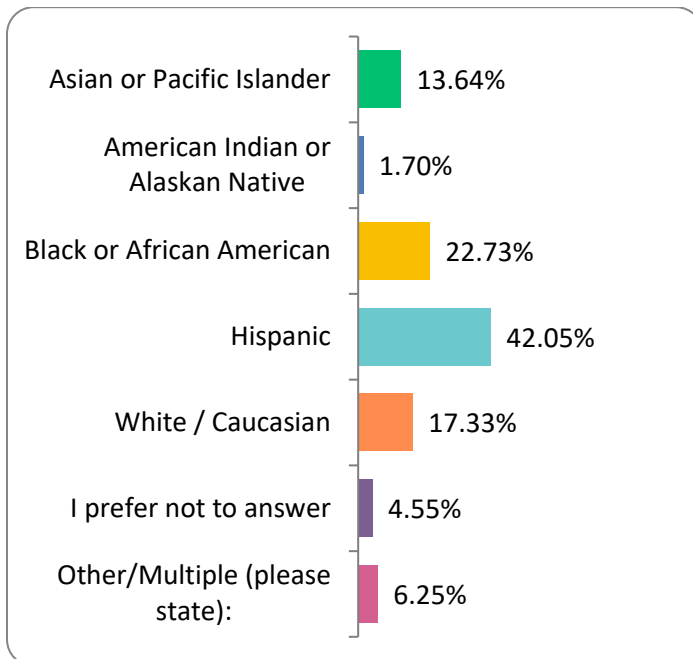 Asian or Pacific Islander 13.64%
American Indian or
Alaskan Native 1.70%
Black or African American 22.73%
Hispanic 42.05%
White / Caucasian 17.33%
I prefer not to answer 4.55%
Other/Multiple (please
state): 6.25%